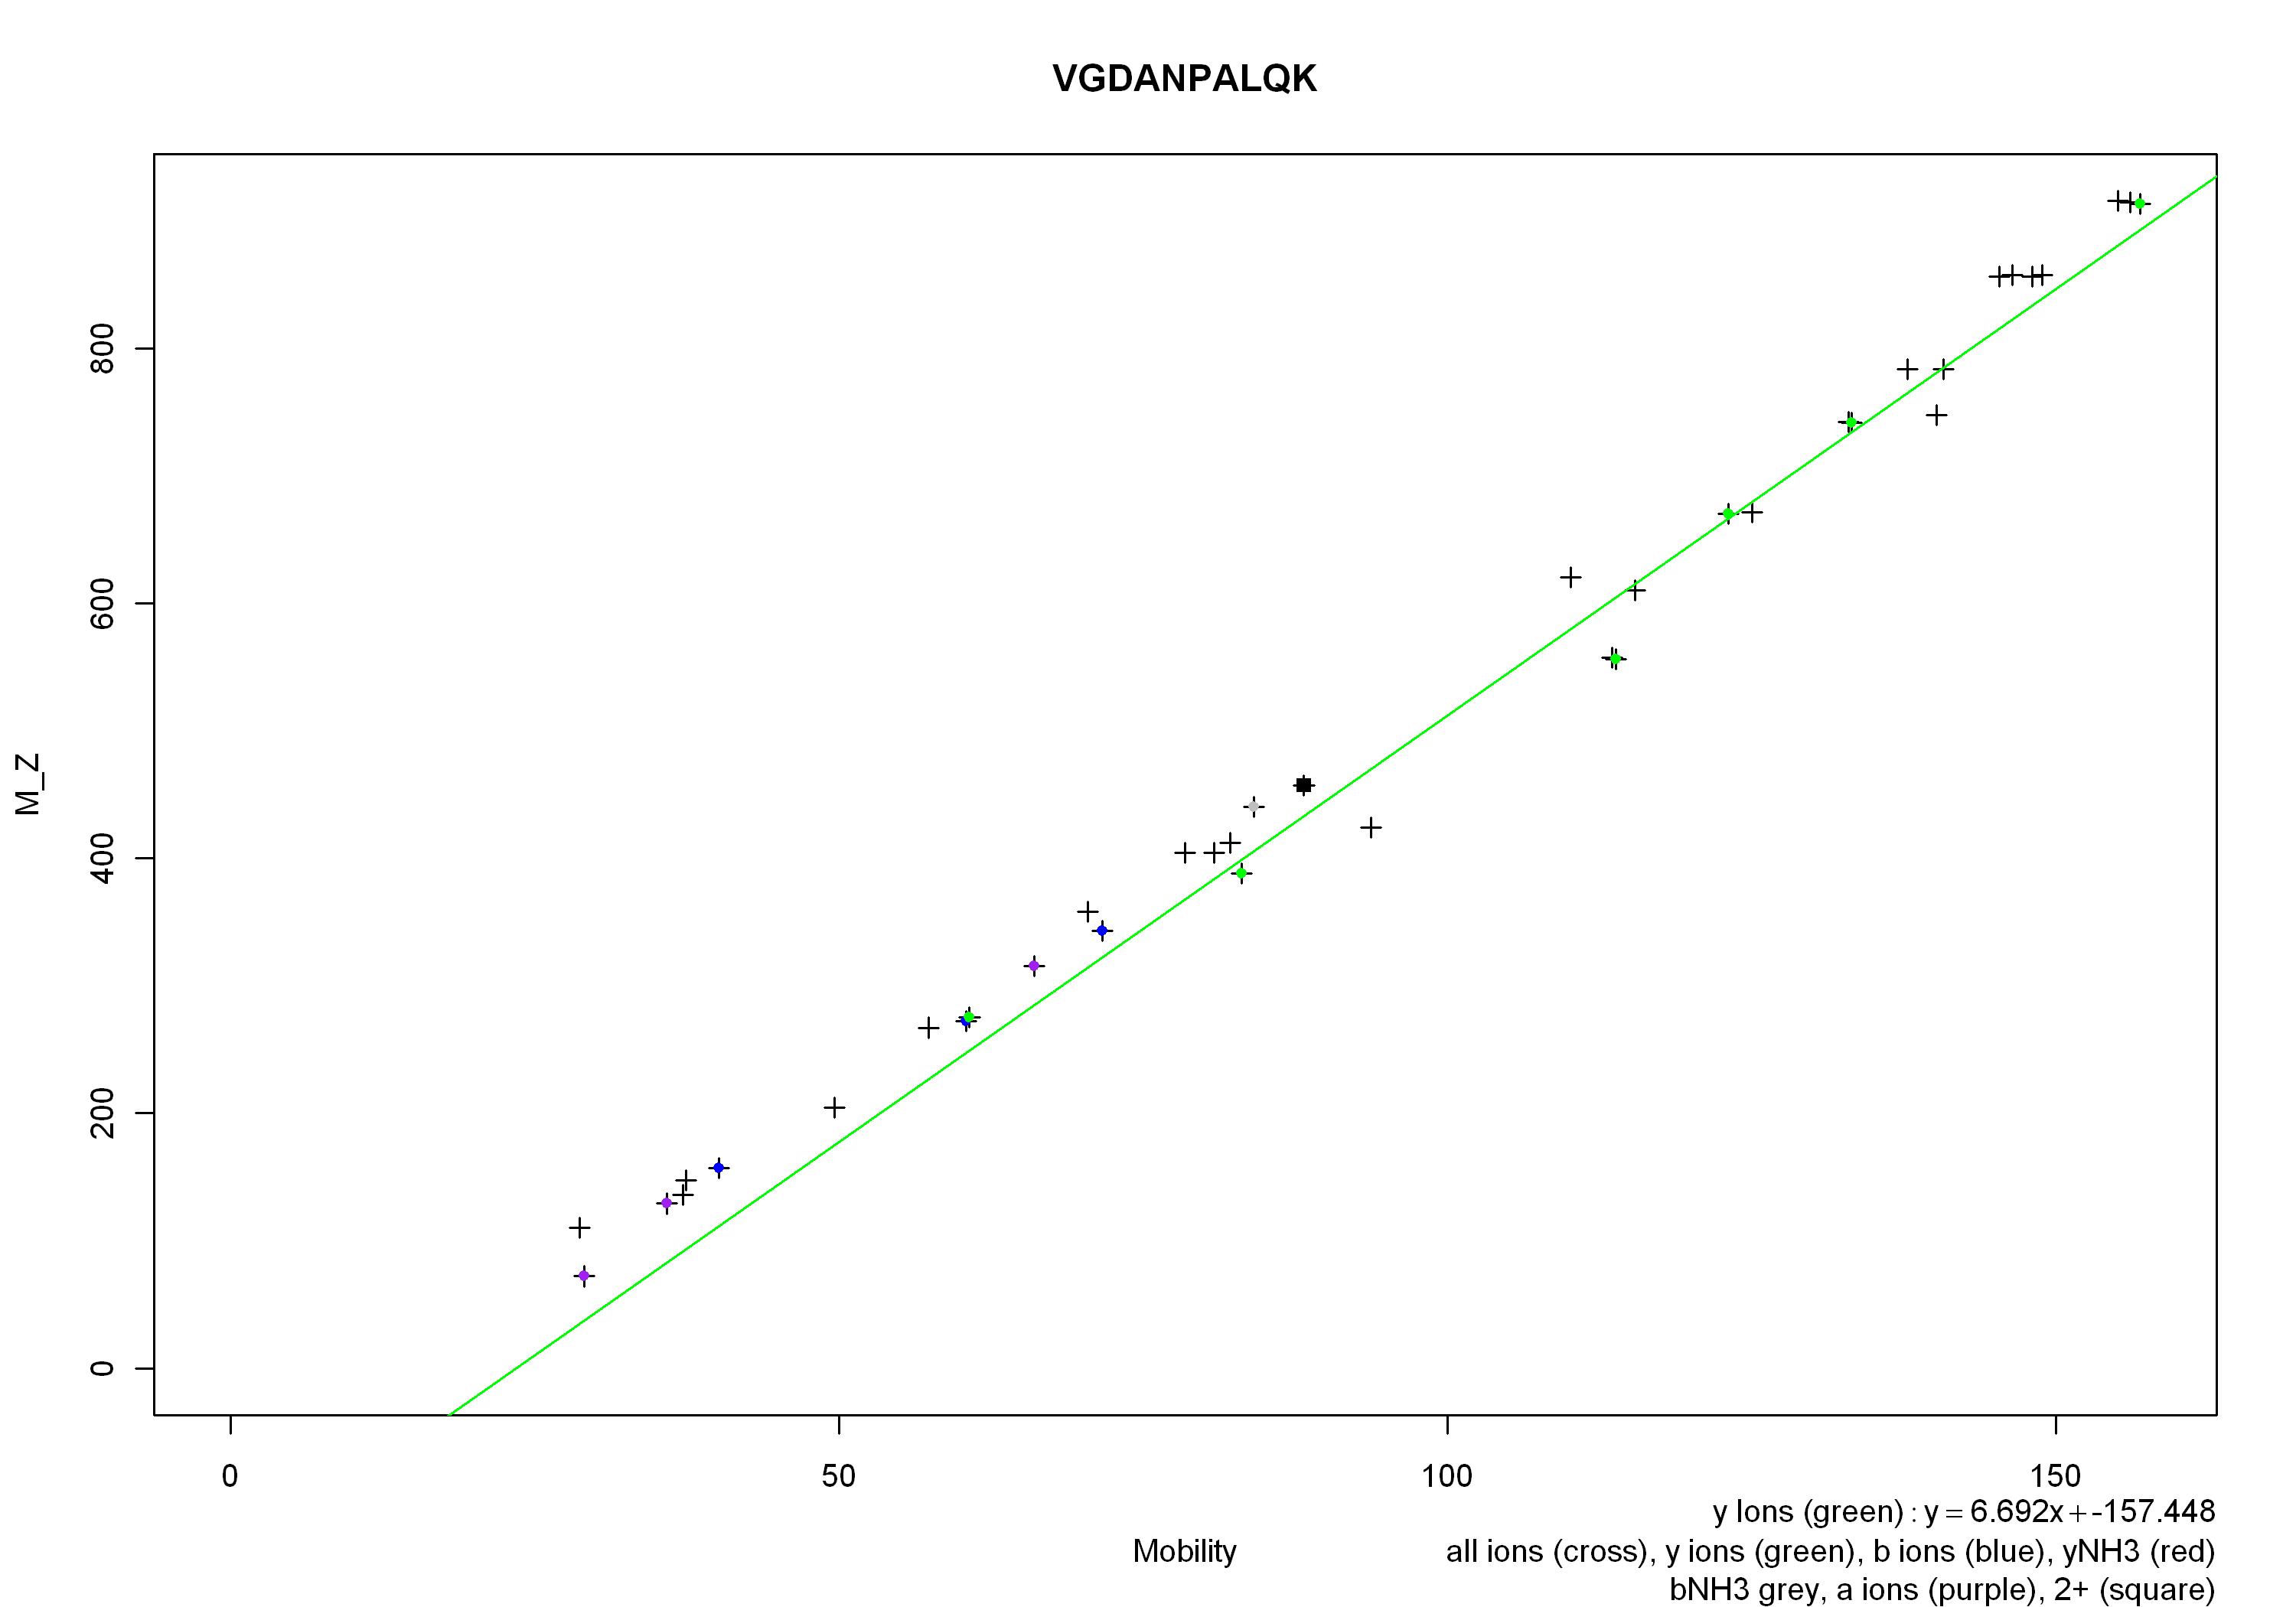 VGDANPALQK
M_Z
800
600
400
200
0
0 50 100 150
y Ions (green) : y = 6.692x + -157.448
Mobility
all ions (cross), y ions (green), b ions (blue), yNH3 (red)
bNH3 grey, a ions (purple), 2+ (square)